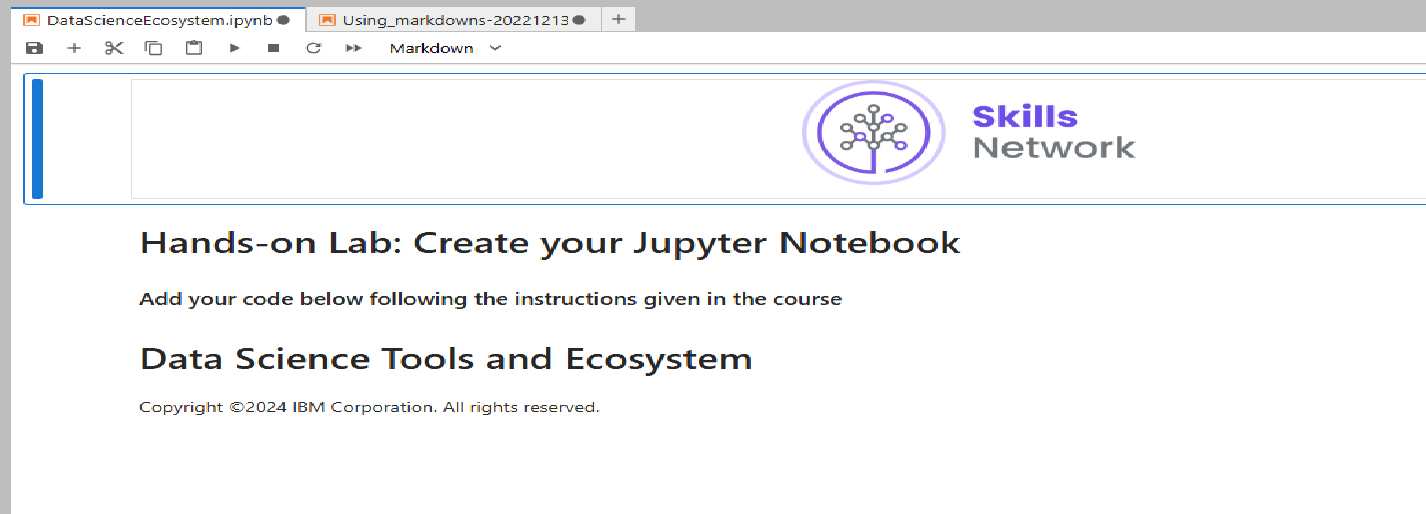 DataScienceEcosystem.ipynb
Using_markdowns-20221213
Markdown
Skills
Network
Hands-on Lab: Create your Jupyter Notebook
Add your code below following the instructions given in the course
Data Science Tools and Ecosystem
Copyright ©2024 IBM Corporation. All rights reserved.